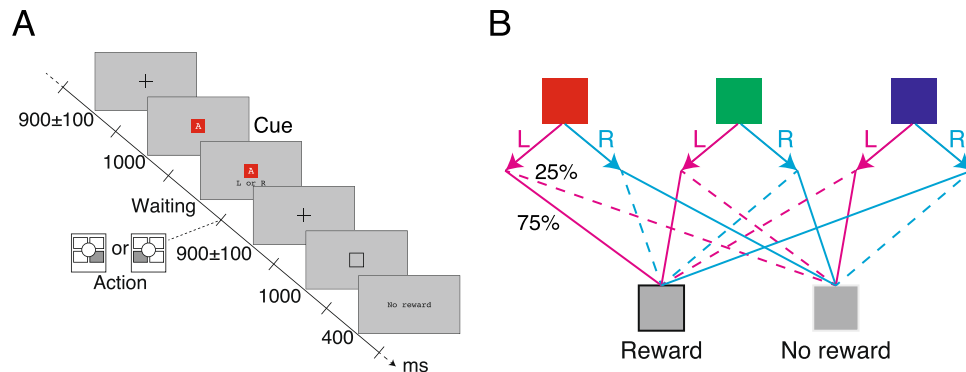 A
900±100
A
Cue
1000
A
L or R
Waiting
or
Action
900±100
1000
No reward
400
ms
B
L
R
L
R
L
R
25%
75%
Reward
No reward